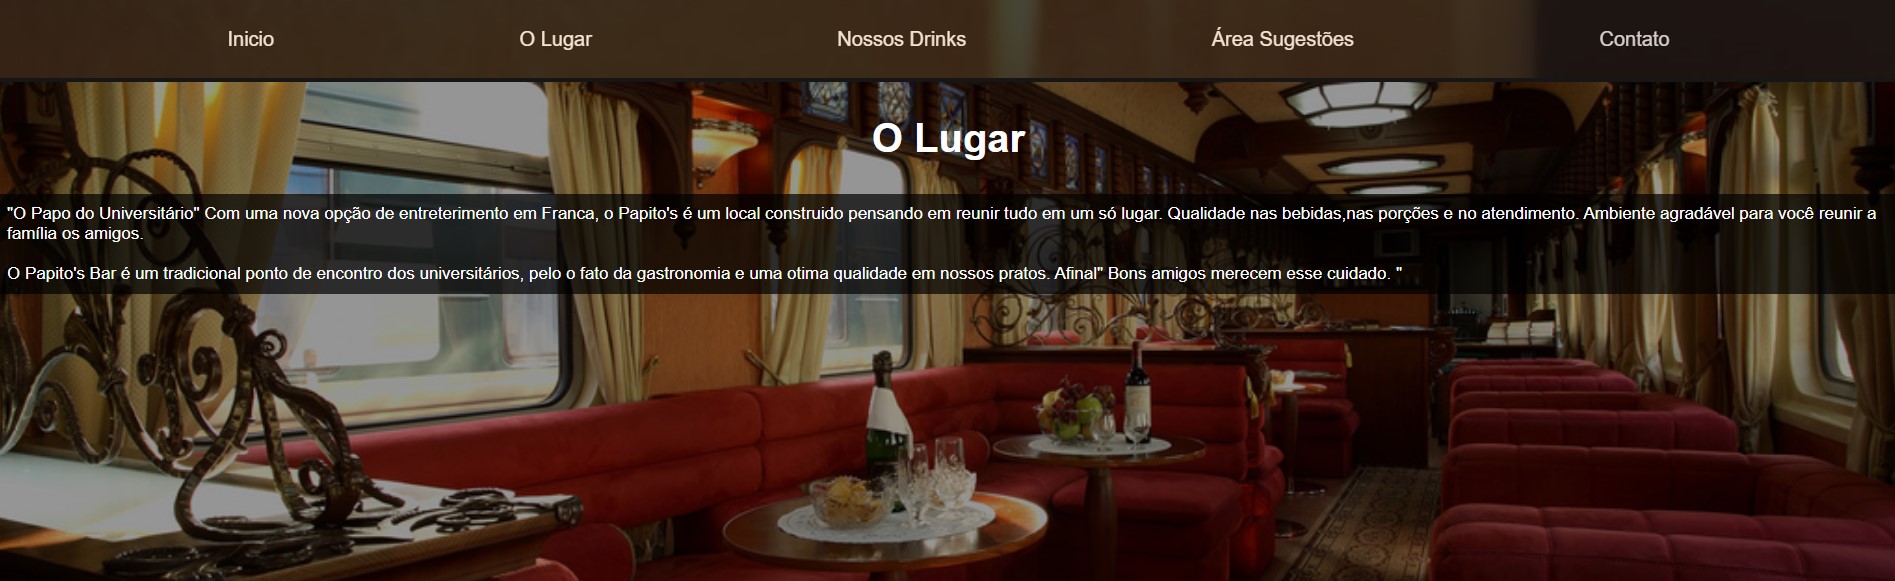 Inicio
O Lugar
Nossos Drinks
Área Sugestões
Contato
O Lugar
"O Papo do Universitário" Com uma nova opção de entreterimento em Franca, o Papito's é um local construido pensando em reunir tudo em um só lugar. Qualidade nas bebidas,nas porções e no atendimento. Ambiente agradável para você reunir a
família os amigos.
O Papito's Bar é um tradicional ponto de encontro dos universitários, pelo o fato da gastronomia e uma otima qualidade em nossos pratos. Afinal" Bons amigos merecem esse cuidado. "